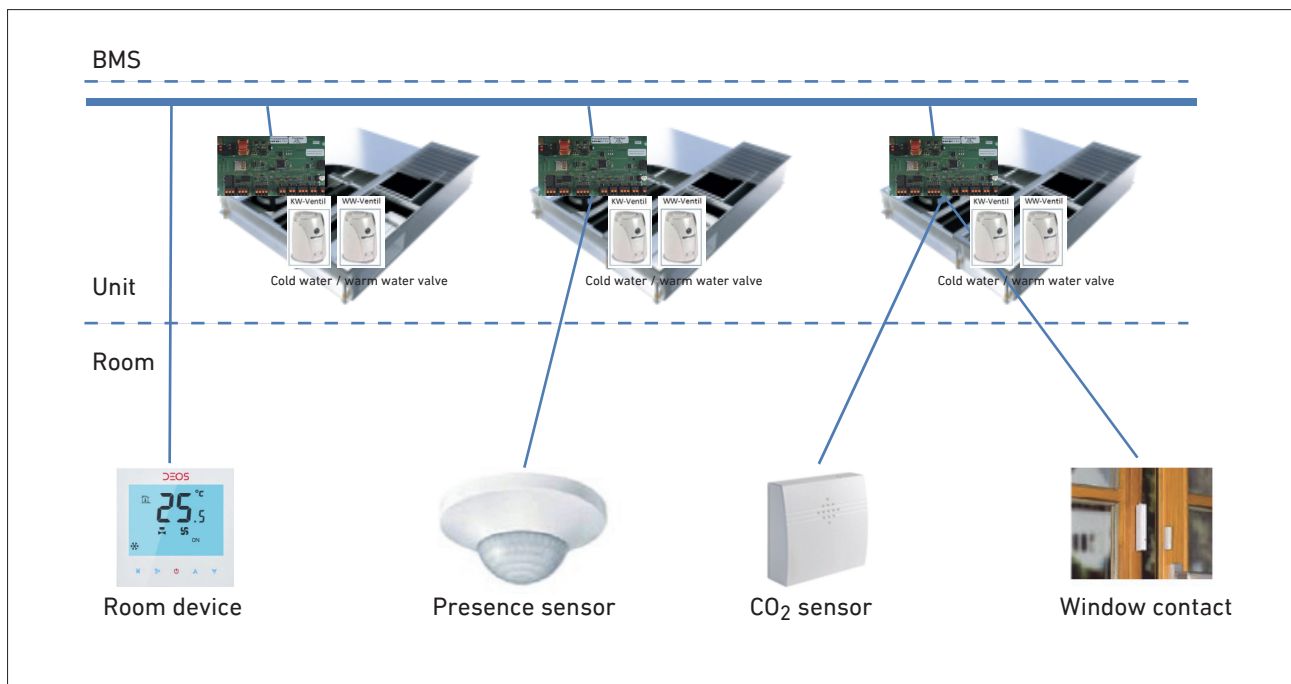 BMS
KW-Ventil WW-Ventil
KW-Ventil WW-Ventil
KW-Ventil WW-Ventil
Cold water / warm water valve
Cold water / warm water valve
Cold water / warm water valve
Unit
Room
DEOS
25.5 °C
ON
Room device
Presence sensor
CO₂ sensor
Window contact